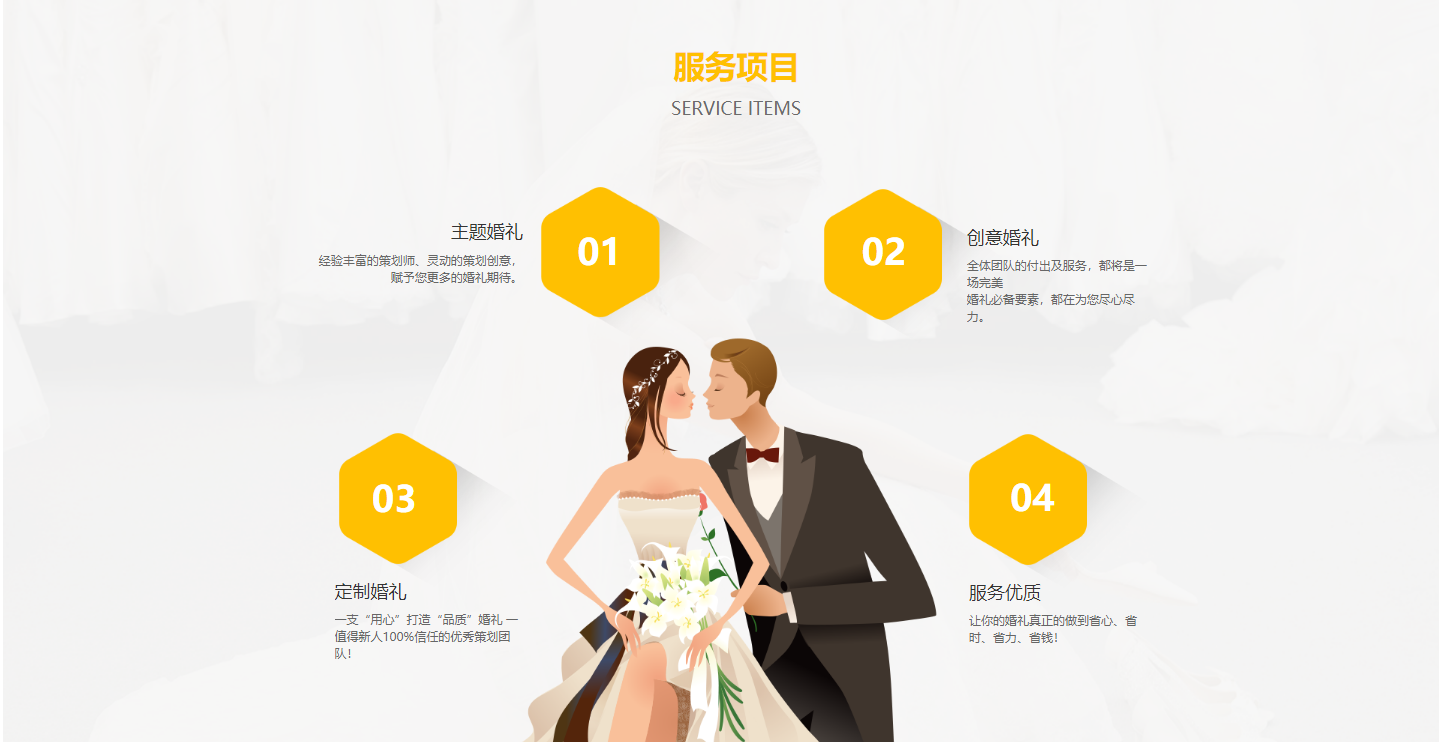 服务项目
SERVICE ITEMS
01
主题婚礼
经验丰富的策划师、灵动的策划创意，
赋予您更多的婚礼期待。
02
创意婚礼
全体团队的付出及服务，都将是一
场完美
婚礼必备要素，都在为您尽心尽
力。
03
定制婚礼
一支“用心”打造“品质”婚礼 —
值得新人100%信任的优秀策划团
队！
04
服务优质
让你的婚礼真正的做到省心、省
时、省力、省钱！